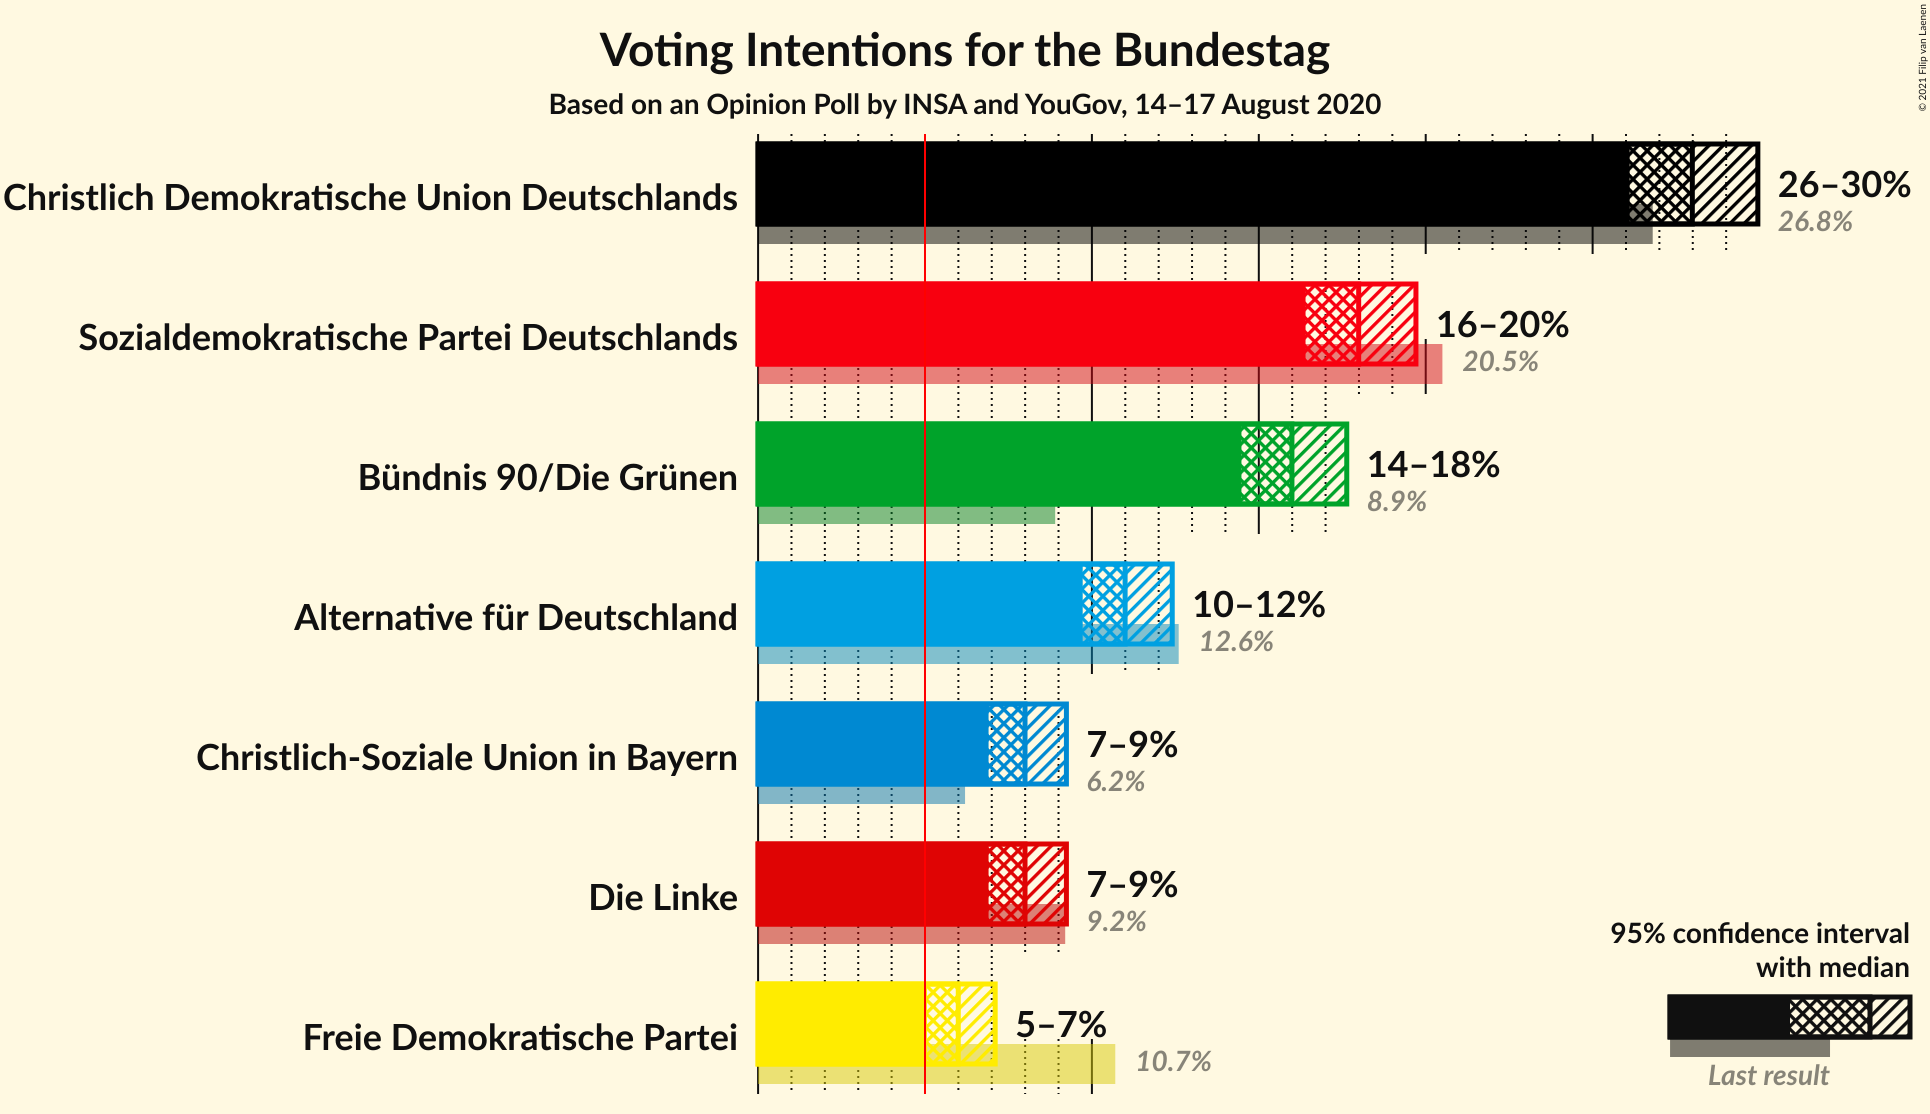 Voting Intentions for the Bundestag
Based on an Opinion Poll by INSA and YouGov, 14–17 August 2020
© 2021 Filip van Laenen
Christlich Demokratische Union Deutschlands
26–30%
26.8%
Sozialdemokratische Partei Deutschlands
16–20%
20.5%
Bündnis 90/Die Grünen
14–18%
8.9%
Alternative für Deutschland
10–12%
12.6%
Christlich-Soziale Union in Bayern
7–9%
6.2%
Die Linke
7–9%
9.2%
Freie Demokratische Partei
5–7%
10.7%
95% confidence interval
with median
Last result